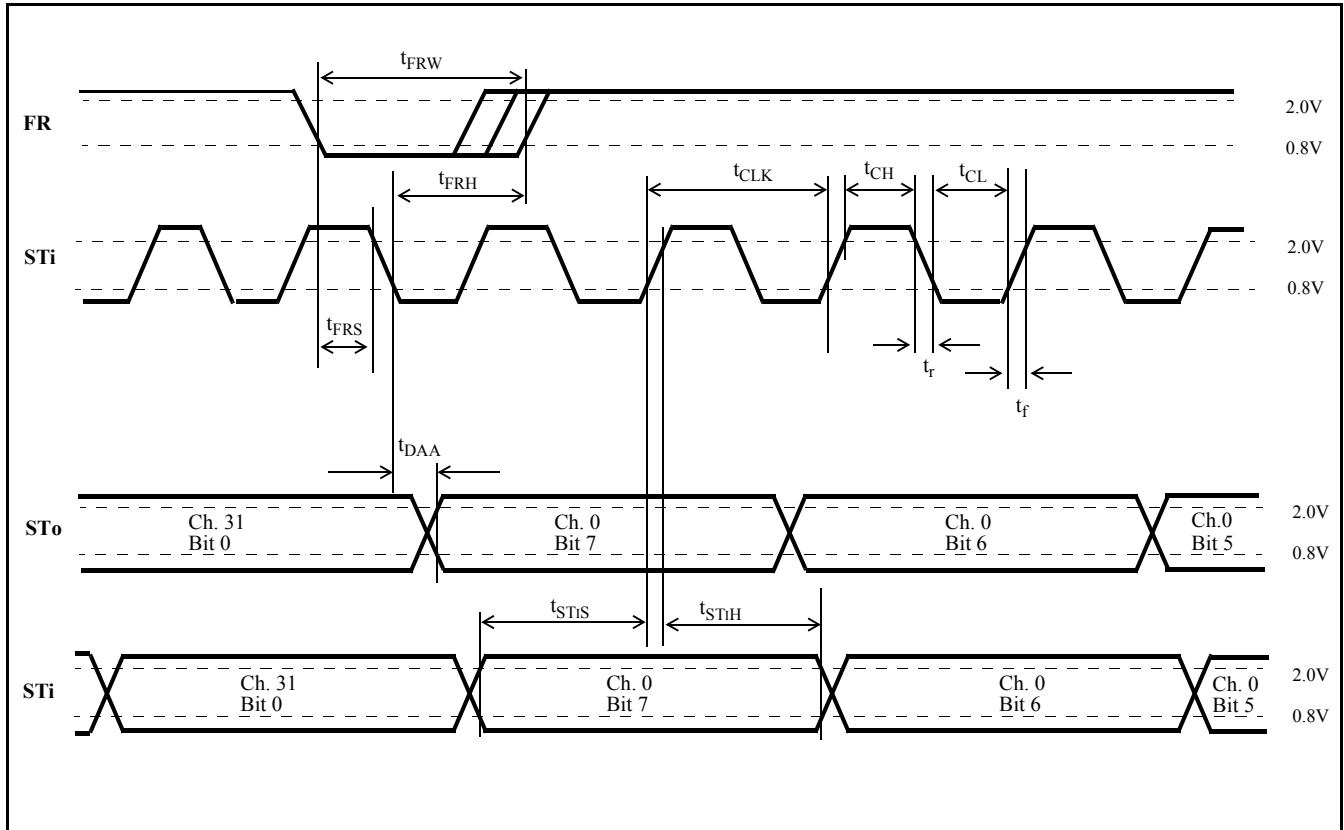 tFRW
FR
2.0V
0.8V
tFRH
tCLK
tCH
tCL
STi
2.0V
0.8V
tFRS
tr
tf
tDAA
STo
Ch. 31
Bit 0
Ch. 0
Bit 7
Ch. 0
Bit 6
Ch.0
Bit 5
2.0V
0.8V
tSTiS
tSTiH
STi
Ch. 31
Bit 0
Ch. 0
Bit 7
Ch. 0
Bit 6
Ch. 0
Bit 5
2.0V
0.8V